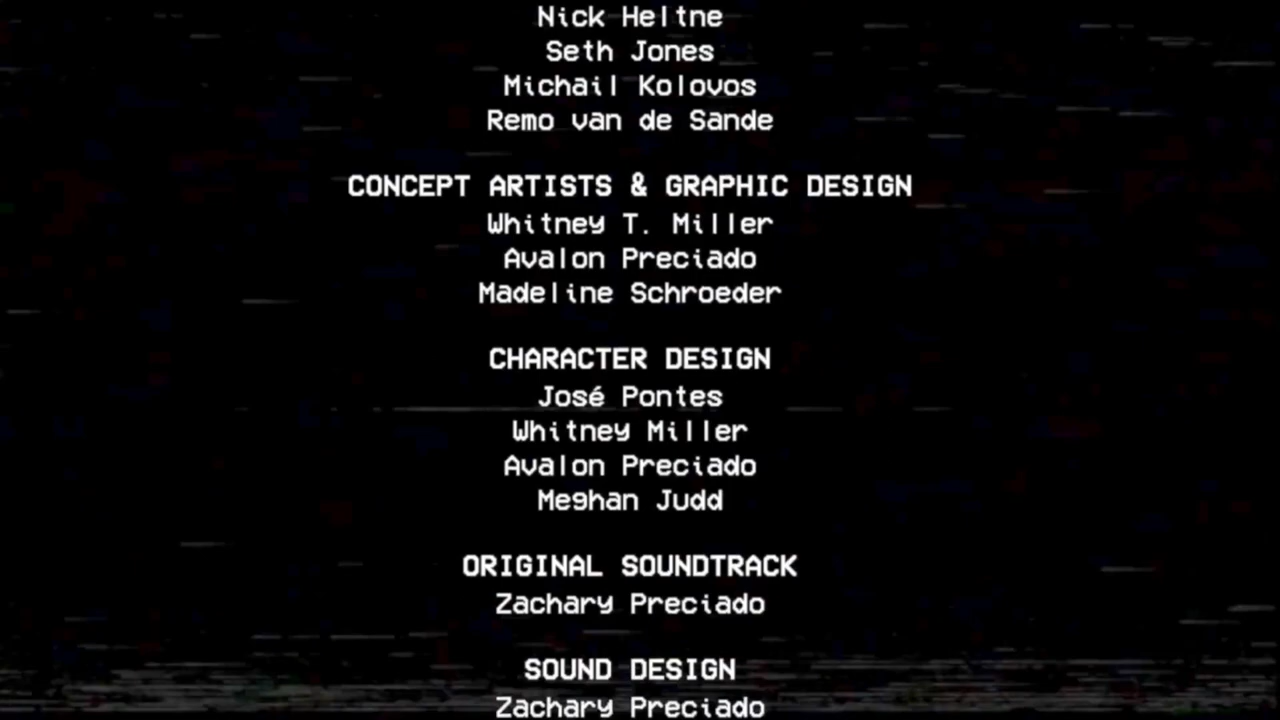 Nick Heltne
Seth Jones
Michail Kolovos
Remo van de Sande
CONCEPT ARTISTS & GRAPHIC DESIGN
Whitney T. Miller
Avalon Preciado
Madeline Schroeder
CHARACTER DESIGN
José Pontes
Whitney Miller
Avalon Preciado
Meghan Judd
ORIGINAL SOUNDTRACK
Zachary Preciado
SOUND DESIGN
Zachary Preciado